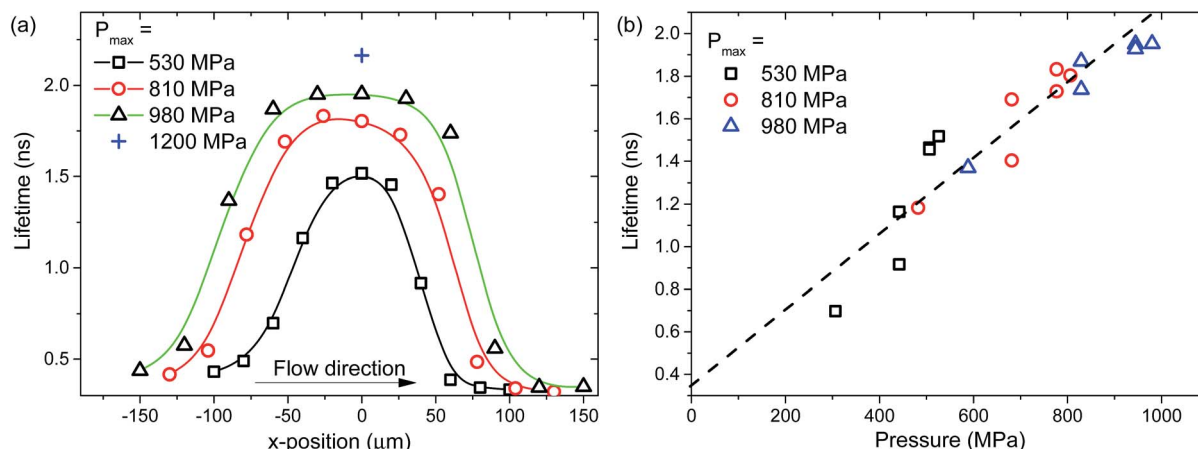 (a)
P max =
530 MPa
810 MPa
980 MPa
1200 MPa
Lifetime (ns)
2.0
1.5
1.0
0.5
Flow direction
-150 -100 -50 0 50 100 150
x-position (μm)
(b)
P max =
530 MPa
810 MPa
980 MPa
Lifetime (ns)
2.0
1.8
1.6
1.4
1.2
1.0
0.8
0.6
0.4
0 200 400 600 800 1000
Pressure (MPa)